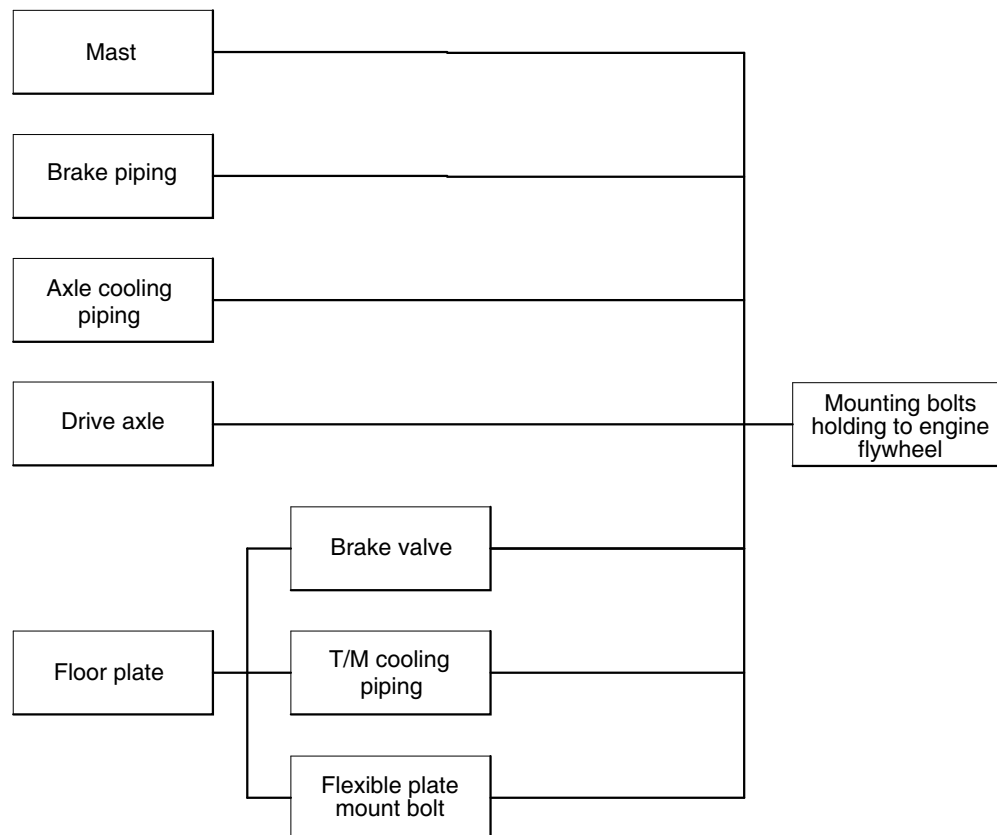 Mast
Brake piping
Axle cooling
piping
Drive axle
Mounting bolts
holding to engine
flywheel
Brake valve
Floor plate
T/M cooling
piping
Flexible plate
mount bolt